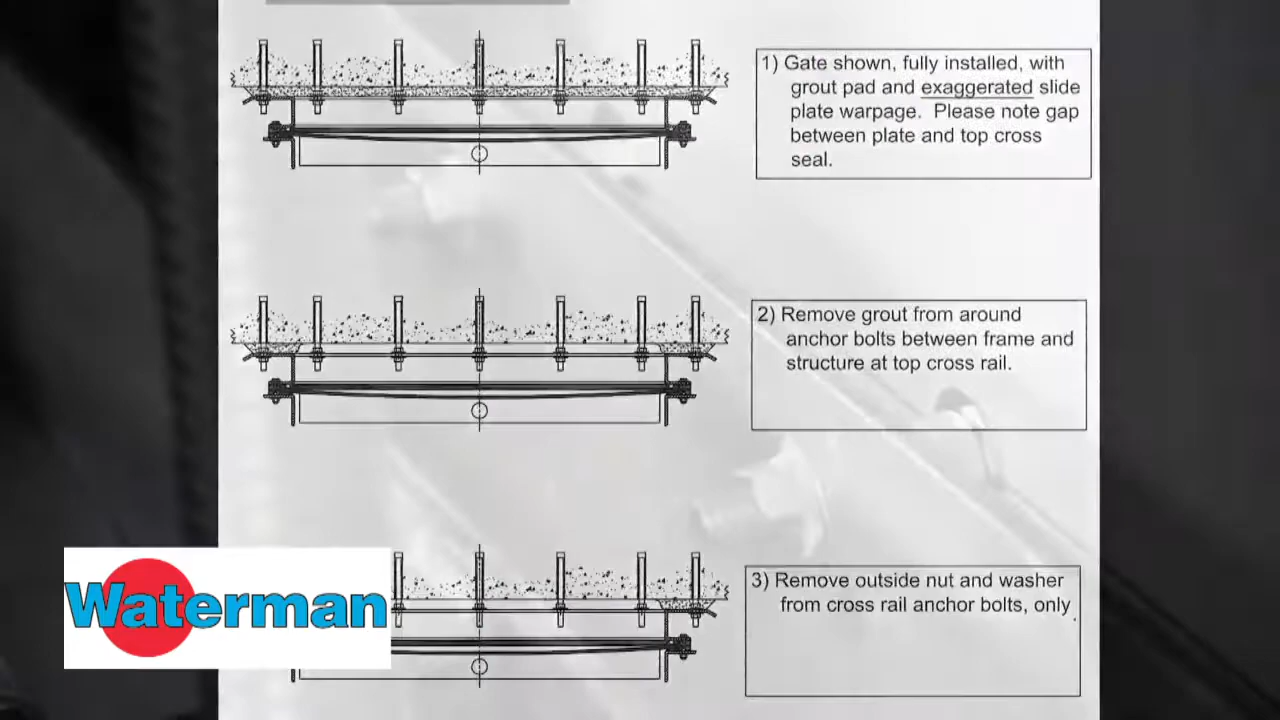 1) Gate shown, fully installed, with
grout pad and exaggerated slide
plate warpage.  Please note gap
between plate and top cross
seal.
2) Remove grout from around
anchor bolts between frame and
structure at top cross rail.
3) Remove outside nut and washer
from cross rail anchor bolts, only
.
Waterman